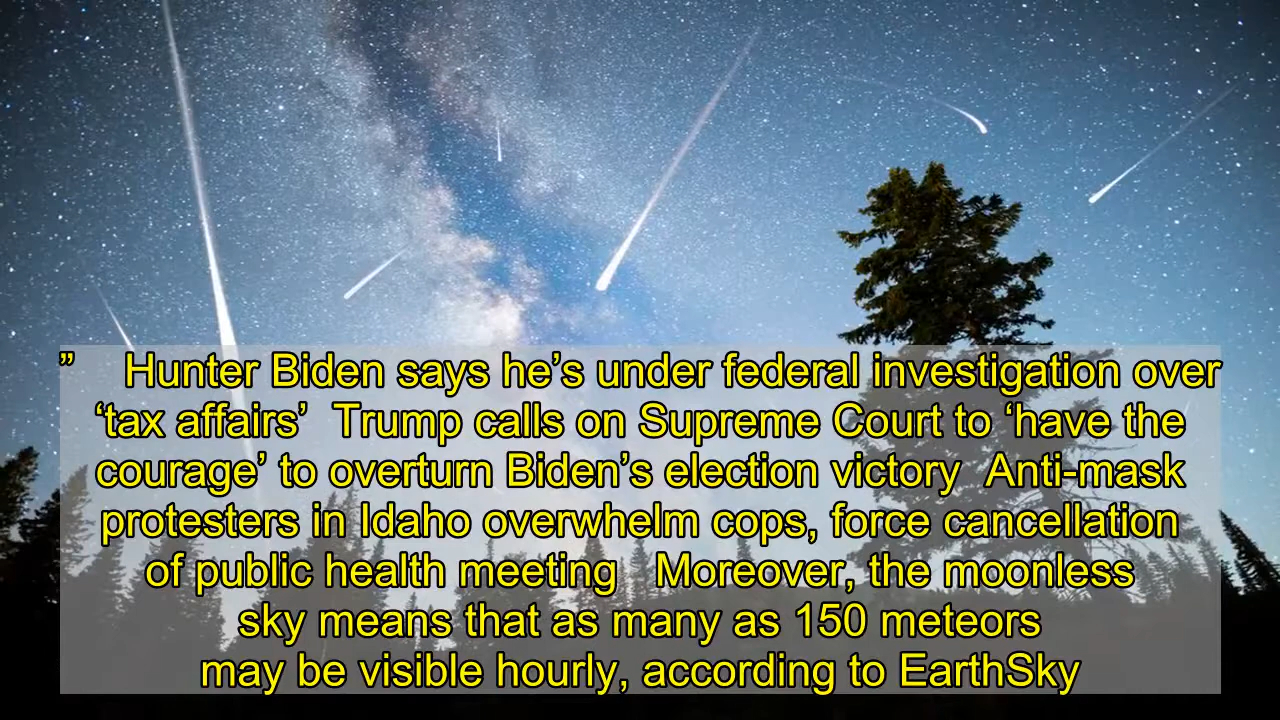 ”    Hunter Biden says he’s under federal investigation over
‘tax affairs’  Trump calls on Supreme Court to ‘have the
courage’ to overturn Biden’s election victory  Anti-mask
protesters in Idaho overwhelm cops, force cancellation
of public health meeting   Moreover, the moonless
sky means that as many as 150 meteors
may be visible hourly, according to EarthSky